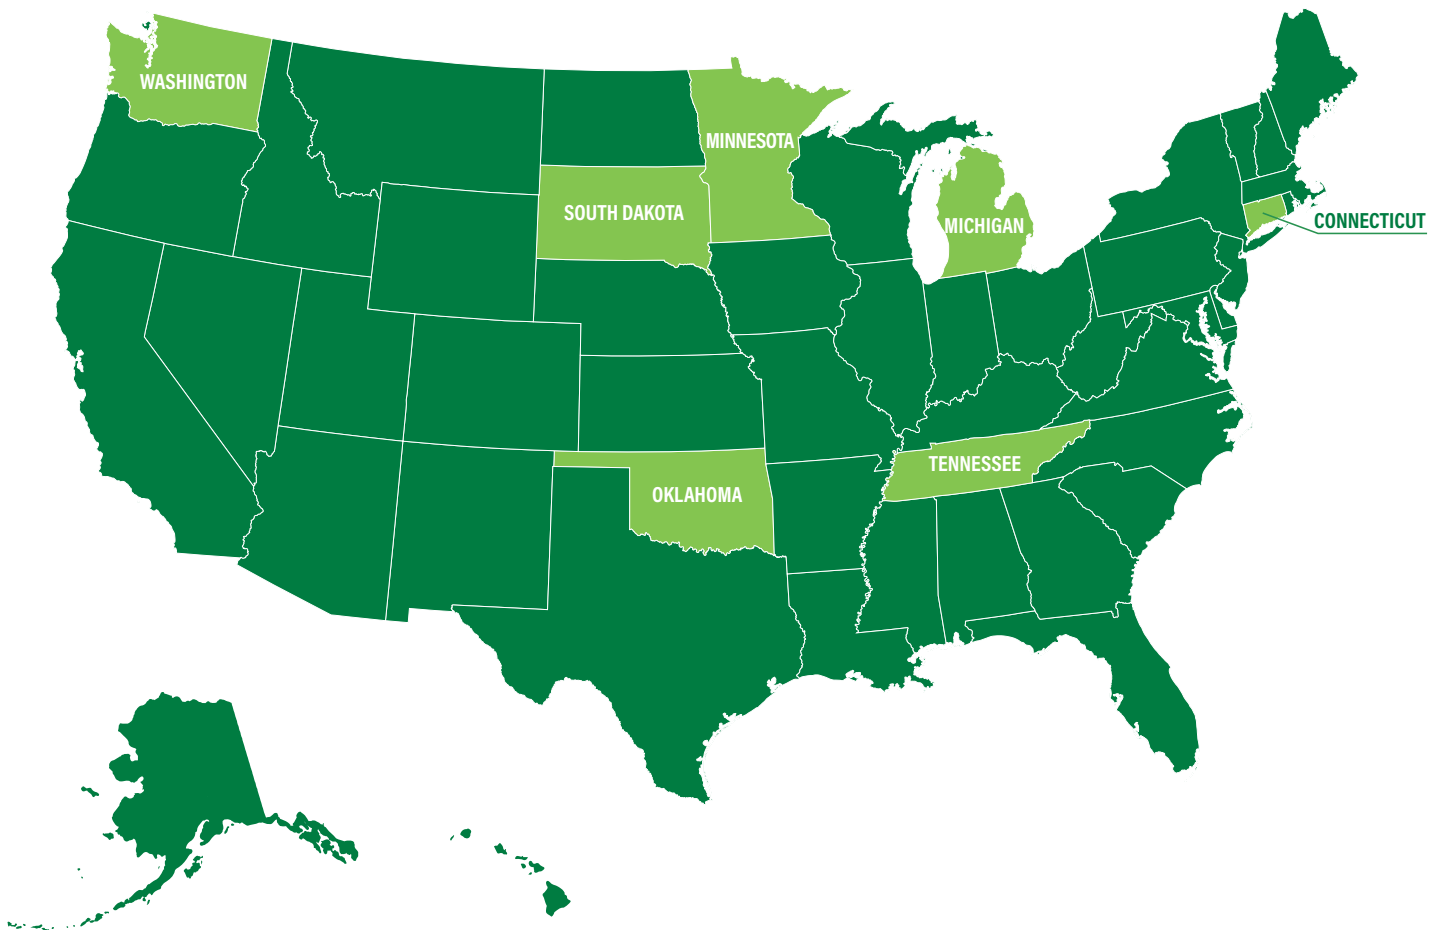 WASHINGTON
MINNESOTA
SOUTH DAKOTA
MICHIGAN
CONNECTICUT
TENNESSEE
OKLAHOMA